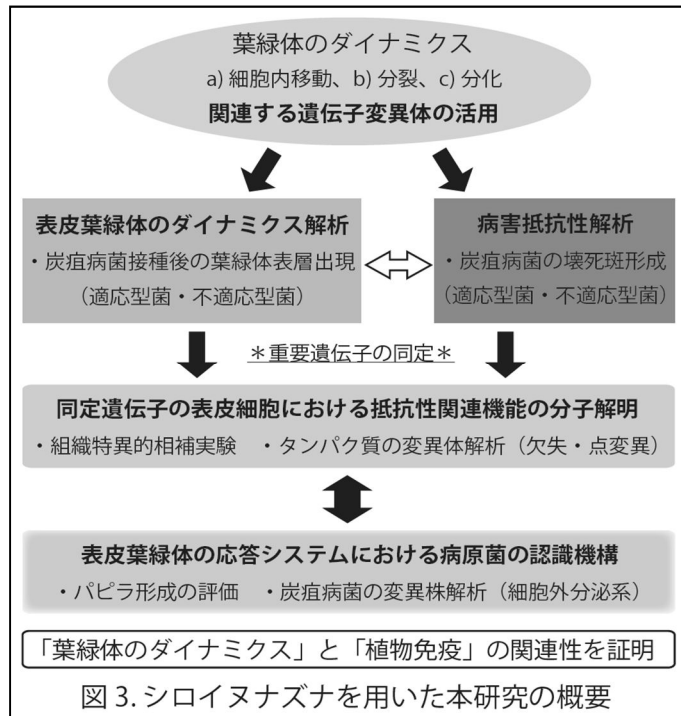 葉緑体のダイナミクス
a) 細胞内移動、b) 分裂、c) 分化
関連する遺伝子変異体の活用
表皮葉緑体のダイナミクス解析
・炭疽病菌接種後の葉緑体表層出現
（適応型菌・不適応型菌）
病害抵抗性解析
・炭疽病菌の壊死斑形成
（適応型菌・不適応型菌）
＊重要遺伝子の同定＊
同定遺伝子の表皮細胞における抵抗性関連機能の分子解明
・組織特異的相補実験　・タンパク質の変異体解析（欠失・点変異）
表皮葉緑体の応答システムにおける病原菌の認識機構
・パピラ形成の評価　・炭疽病菌の変異株解析（細胞外分泌系）
「葉緑体のダイナミクス」と「植物免疫」の関連性を証明
図 3. シロイヌナズナを用いた本研究の概要